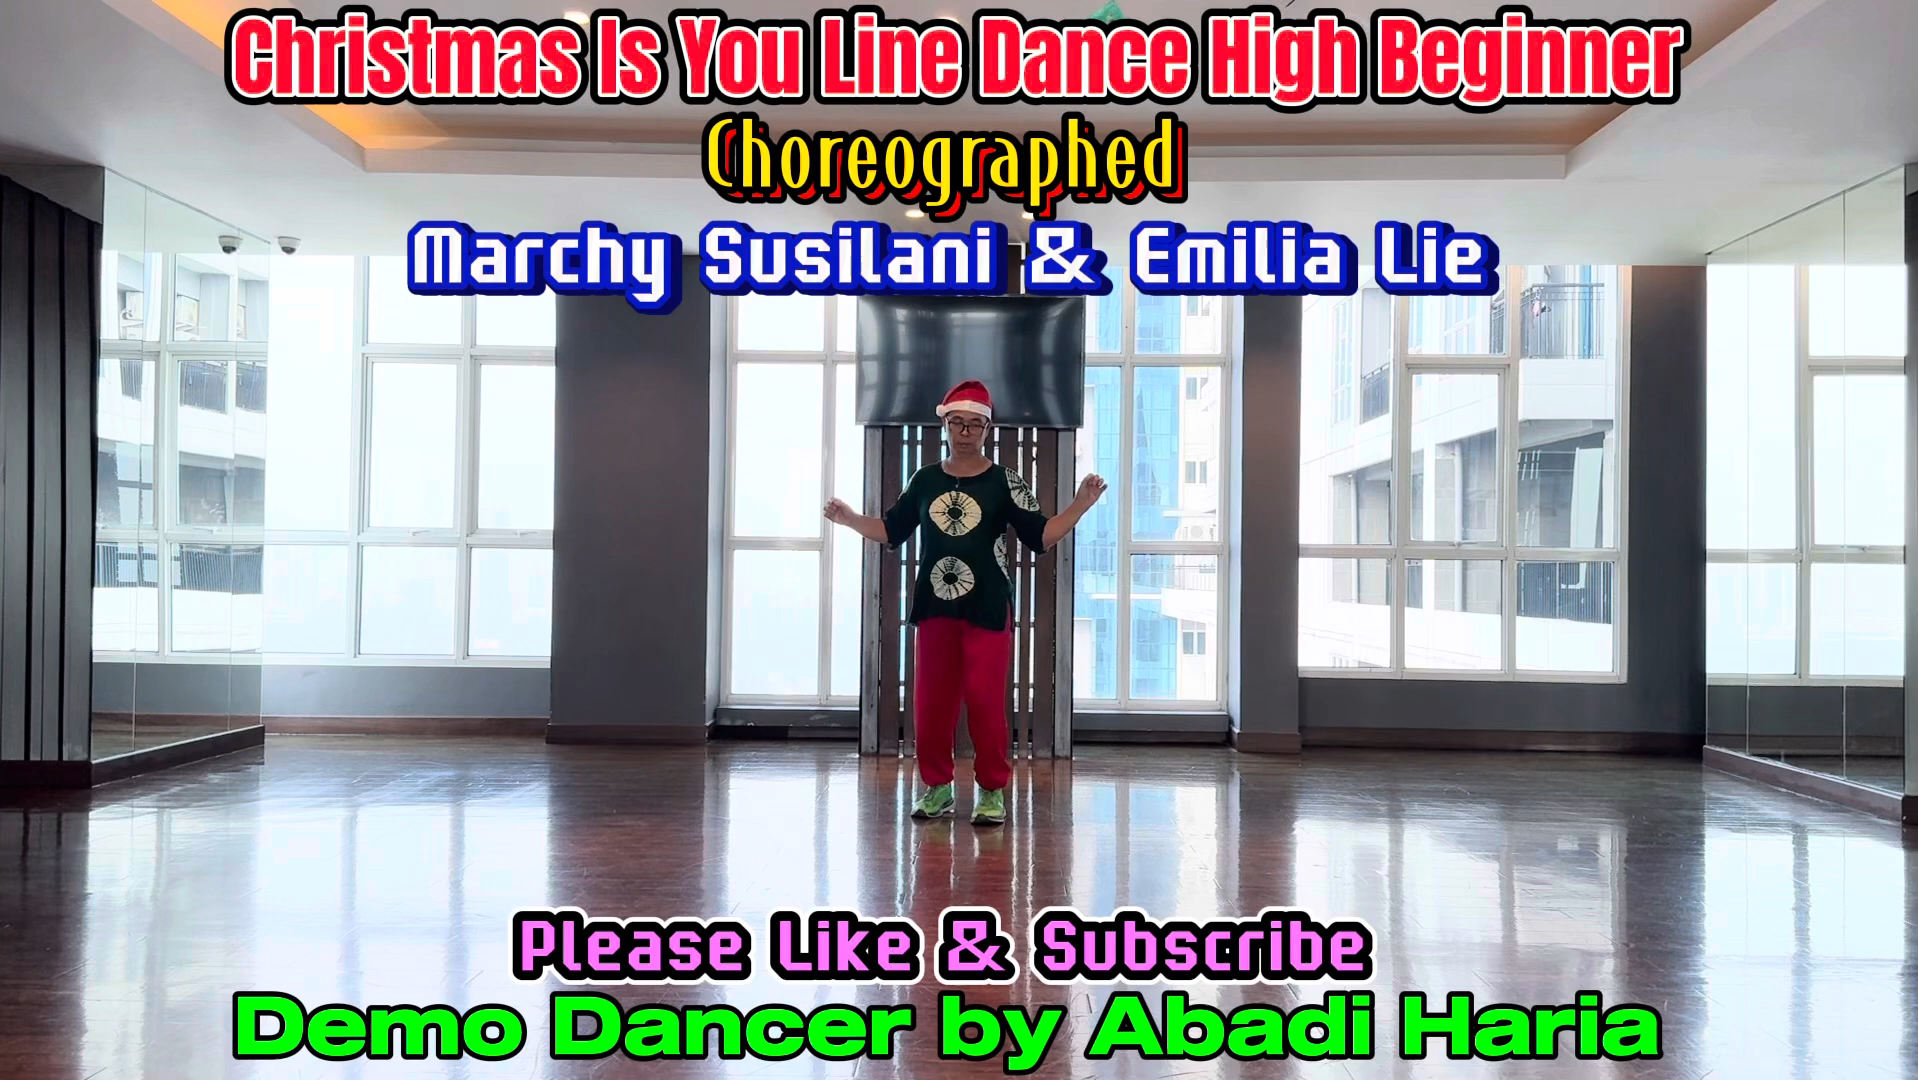 Christmas Is You Line Dance High Beginner
Choreographed
Marchy Susilani & Emilia Lie
Please Like & Subscribe
Demo Dancer by Abadi Haria